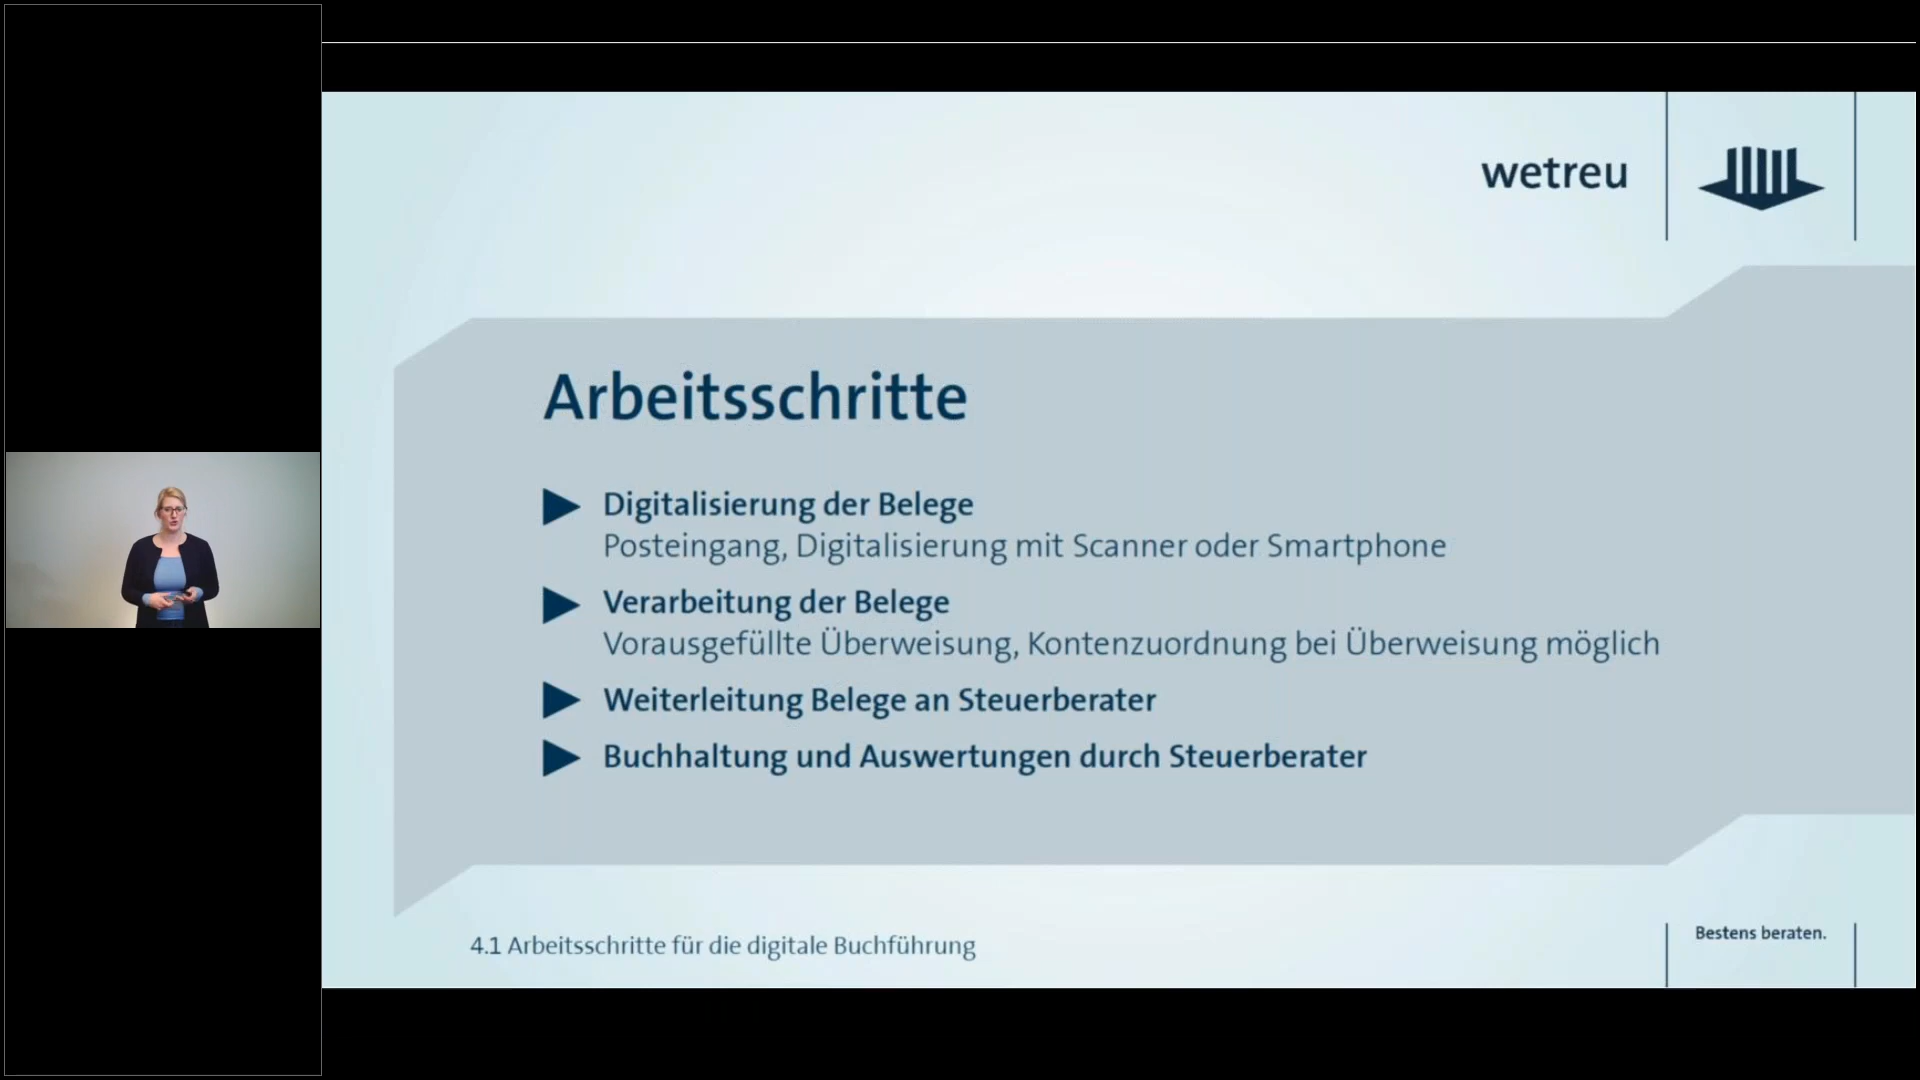 wetreu
Arbeitsschritte
Digitalisierung der Belege
Posteingang, Digitalisierung mit Scanner oder Smartphone
Verarbeitung der Belege
Vorausgefüllte Überweisung, Kontenzuordnung bei Überweisung möglich
Weiterleitung Belege an Steuerberater
Buchhaltung und Auswertungen durch Steuerberater
4.1 Arbeitsschritte für die digitale Buchführung
Bestens beraten.